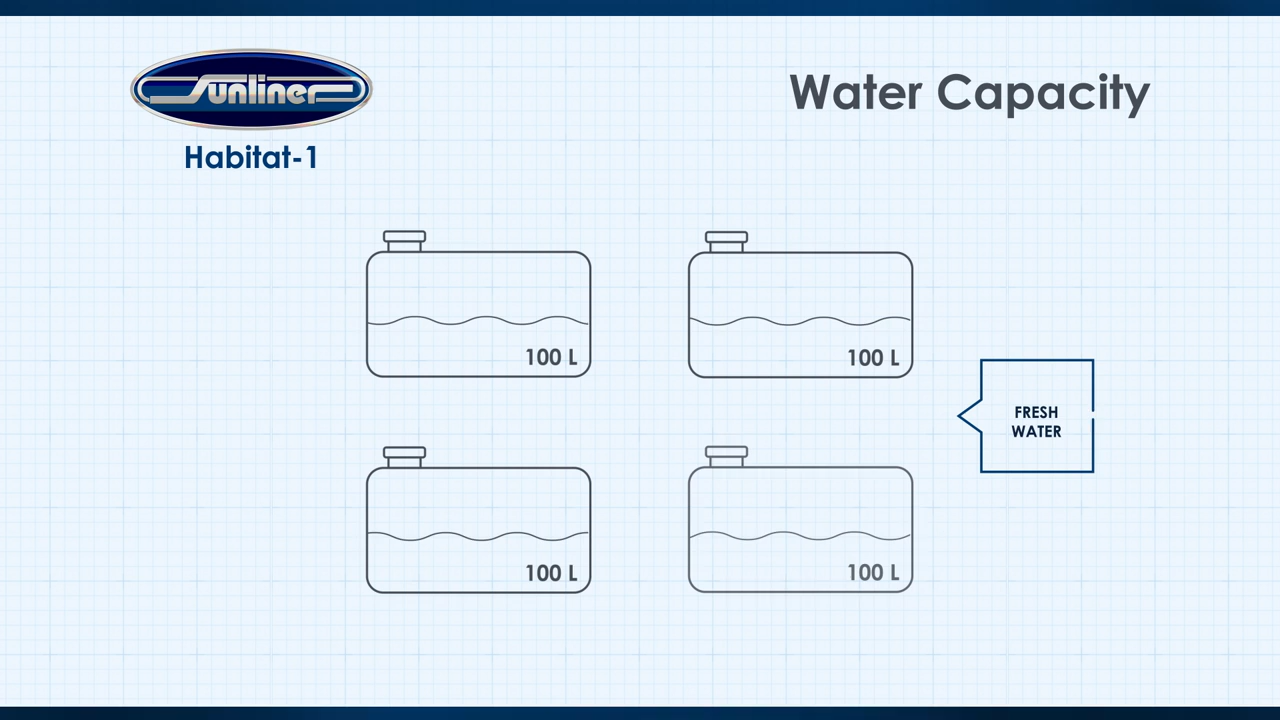 Sunliner
Water Capacity
Habitat-1
100 L
100 L
FRESH
WATER
100 L
100 L